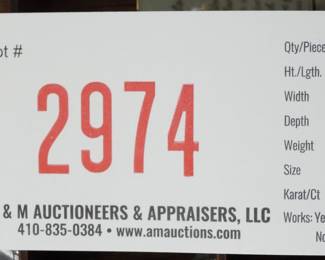 ot #
2974
& M AUCTIONEERS & APPRAISERS, LLC
410-835-0384 • www.amauctions.com
Qty/Piece
Ht./Lgth.
Width
Depth
Weight
Size
Karat/Ct
Works: Ye
No